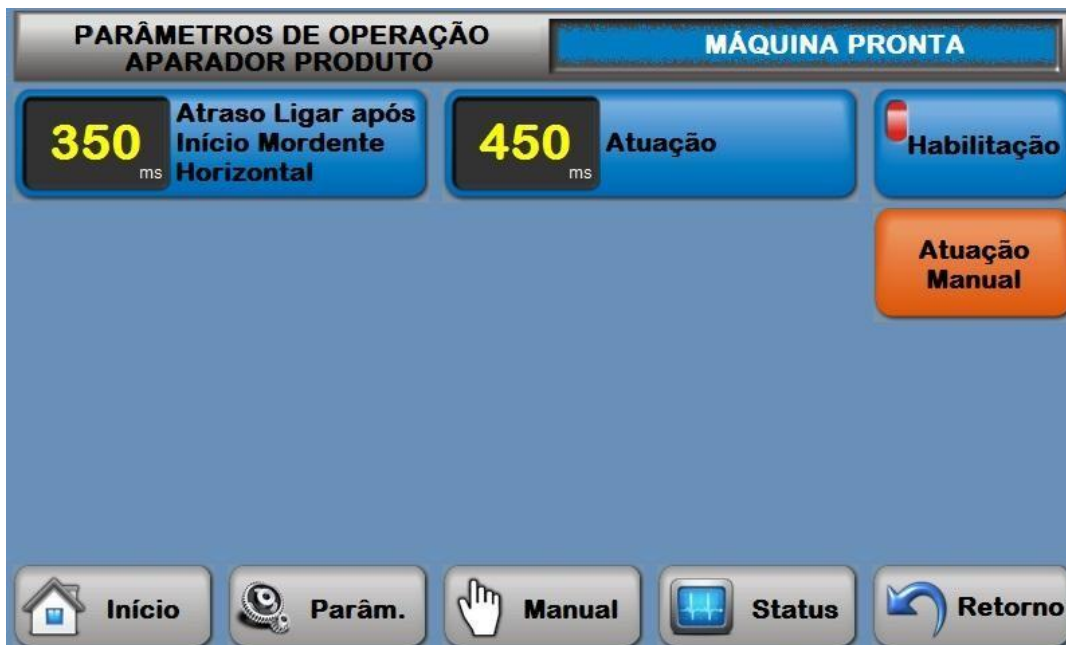 PARÂMETROS DE OPERAÇÃO
APARADOR PRODUTO
MÁQUINA PRONTA
350
ms
Atraso Ligar após
Início Mordente
Horizontal
450
ms
Atuação
Habilitação
Atuação
Manual
Início
Parâm.
Manual
Status
Retorno